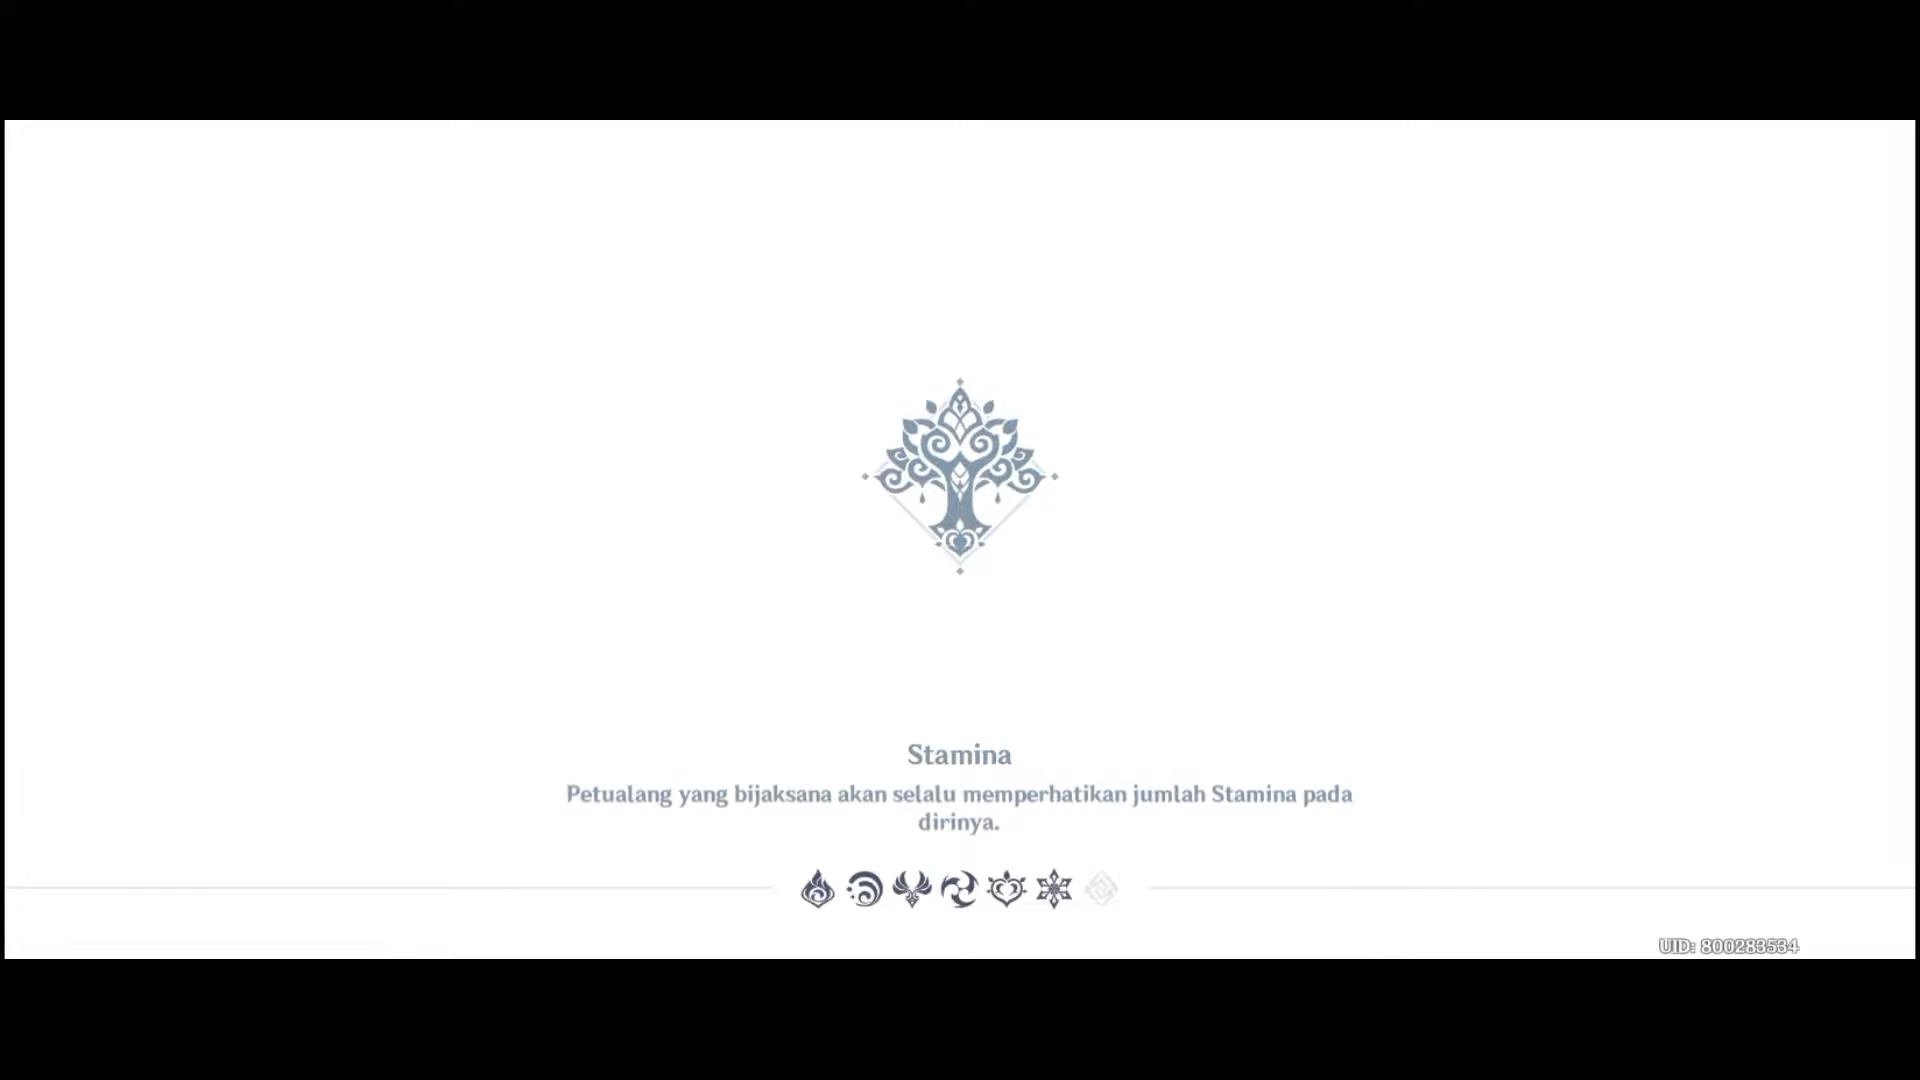 Stamina
Petualang yang bijaksana akan selalu memperhatikan jumlah Stamina pada
dirinya.
UID: 800283534